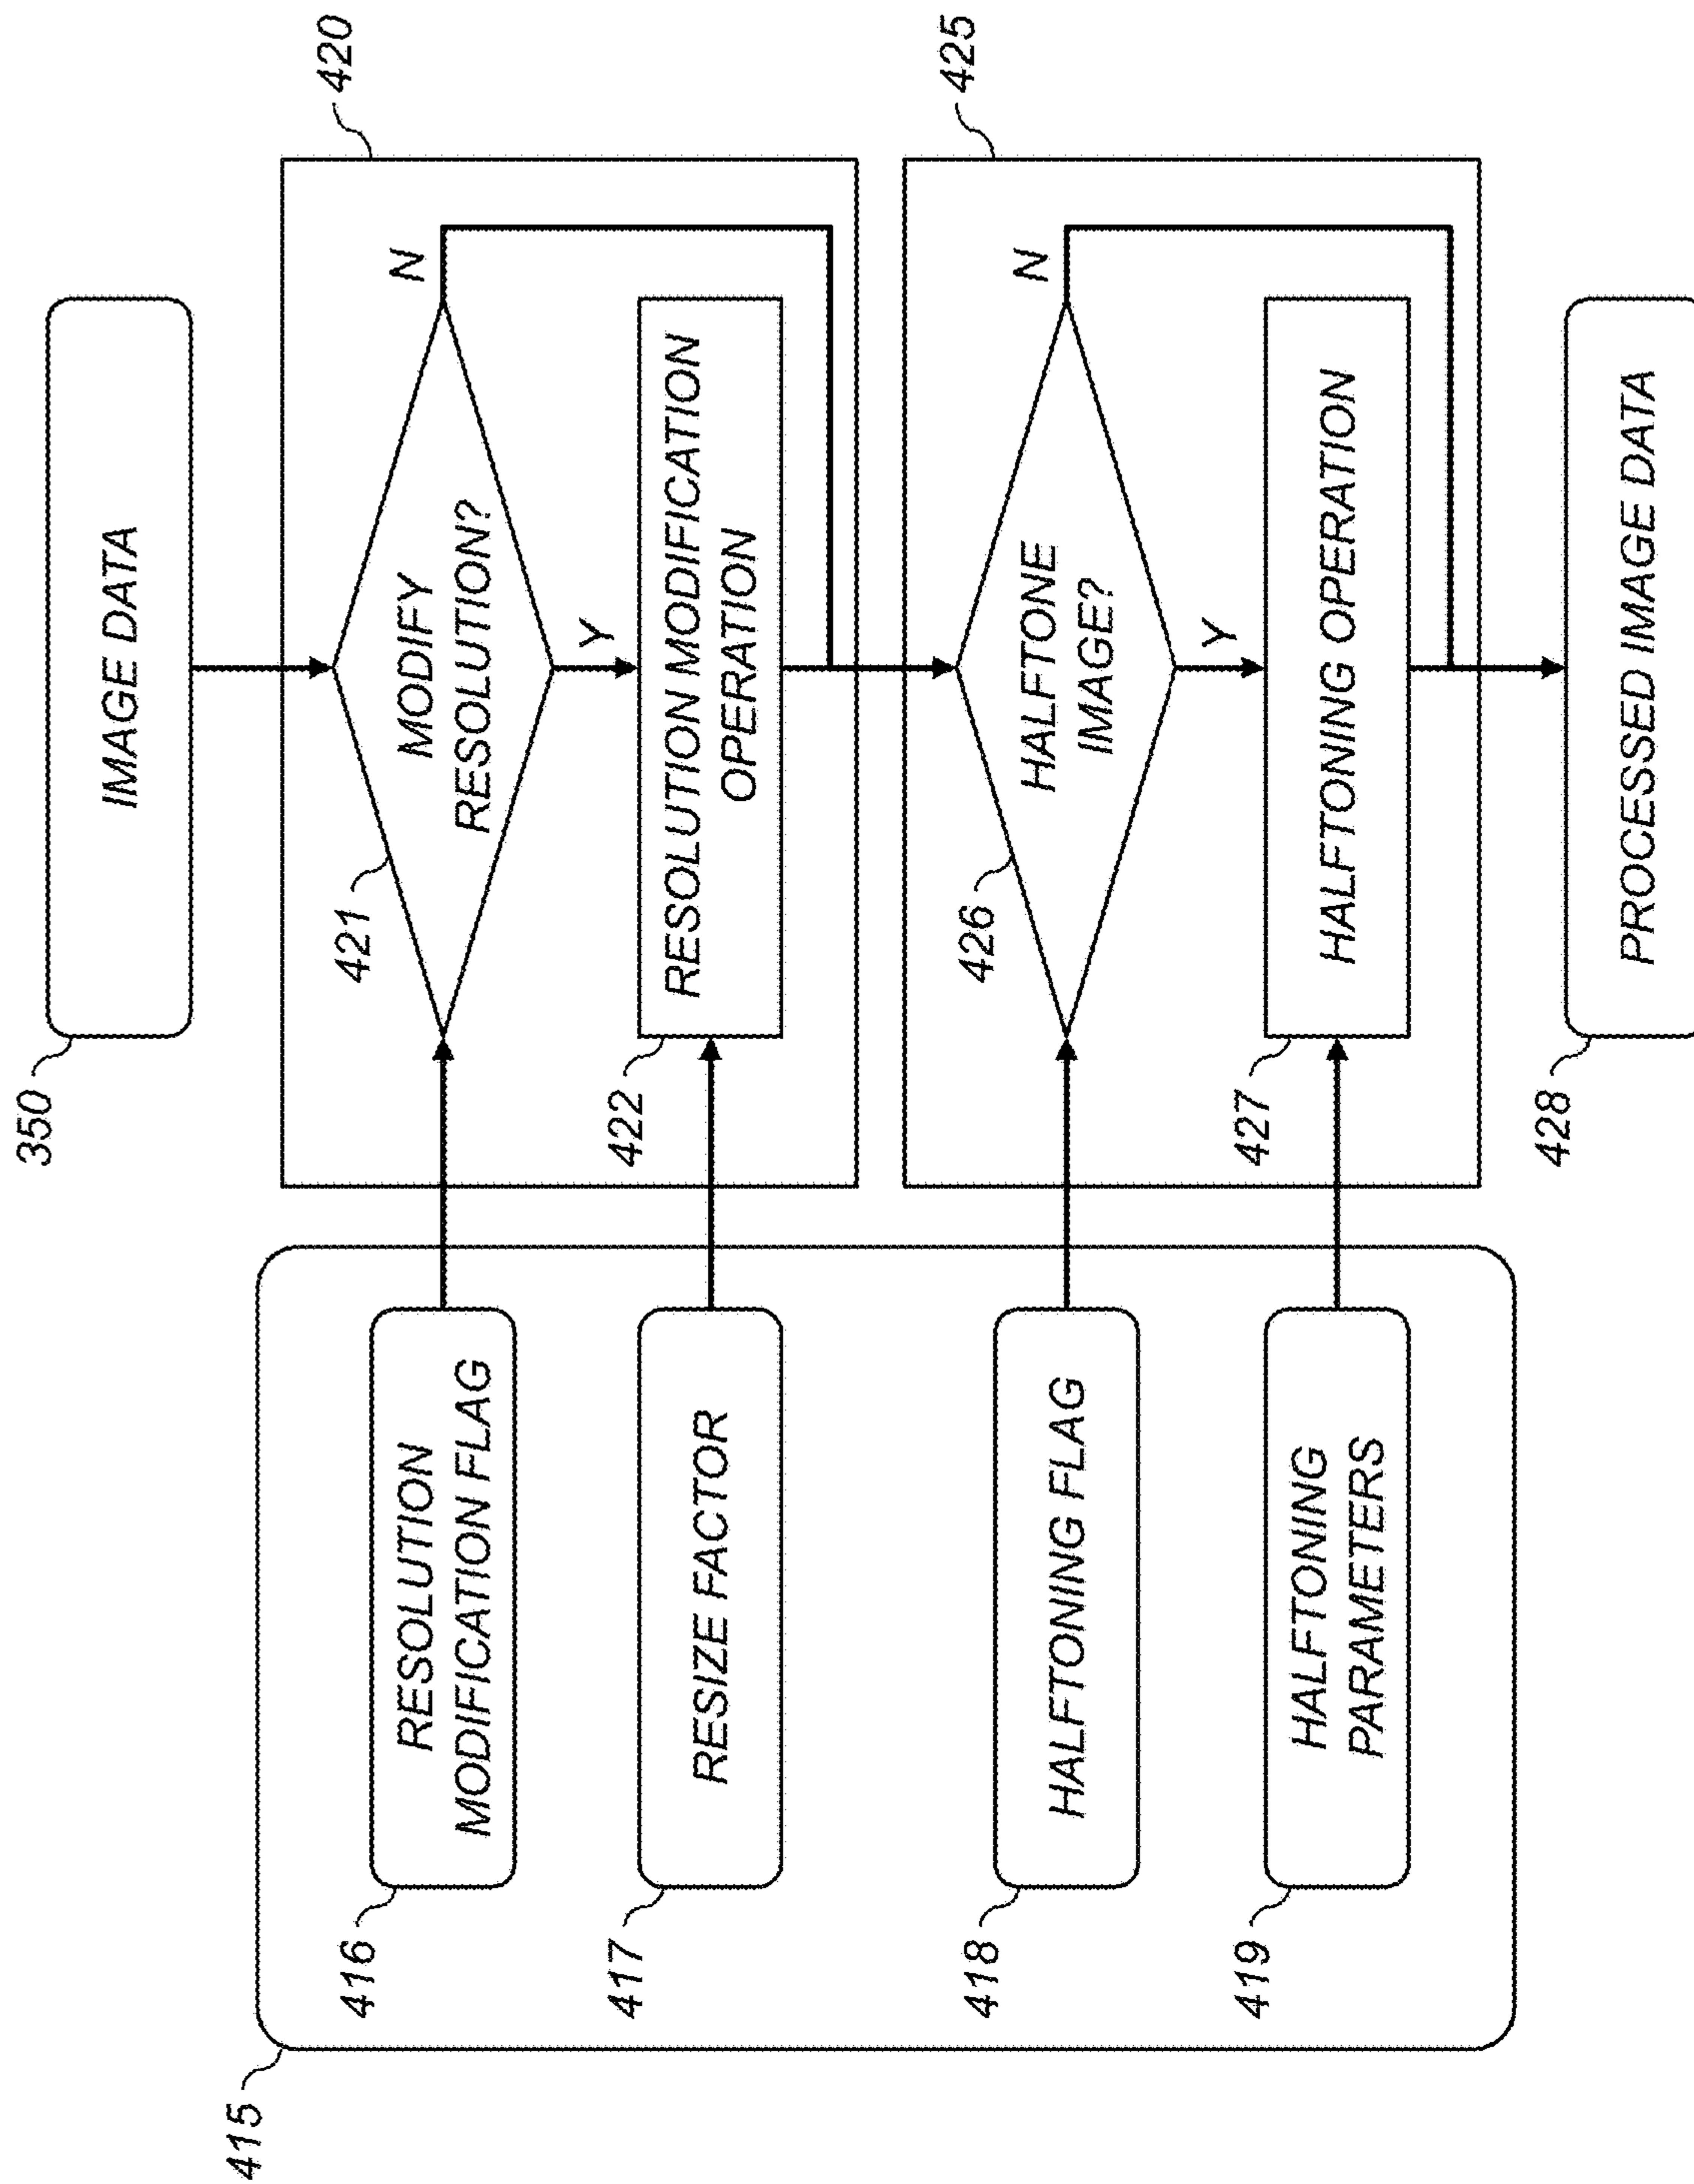 350
IMAGE DATA
420
421
MODIFY
RESOLUTION?
N
Y
422
RESOLUTION MODIFICATION
OPERATION
425
426
HALFTONE
IMAGE?
N
Y
427
HALFTONING OPERATION
428
PROCESSED IMAGE DATA
415
416
RESOLUTION
MODIFICATION FLAG
417
RESIZE FACTOR
418
HALFTONING FLAG
419
HALFTONING
PARAMETERS